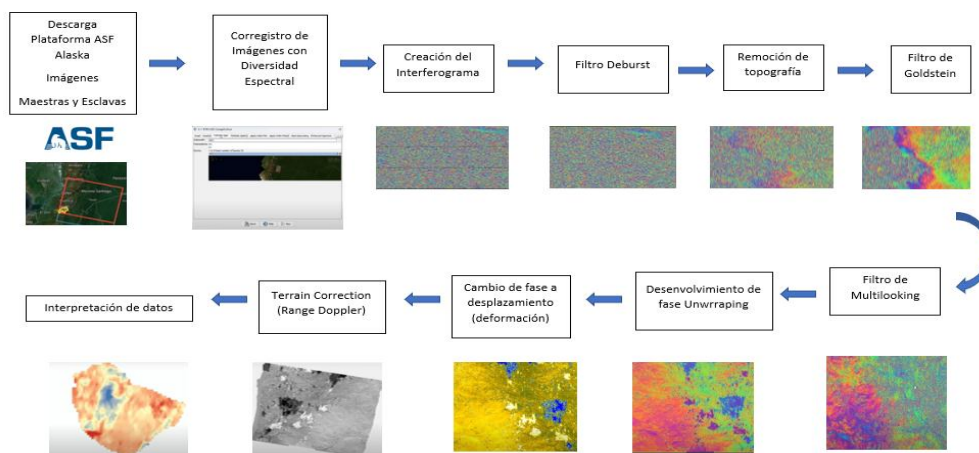 Descarga
Plataforma ASF
Alaska
Imágenes
Maestras y Esclavas
Corregistro de
Imágenes con
Diversidad
Espectral
Creación del
Interferograma
Filtro Deburst
Remoción de
topografía
Filtro de
Goldstein
ASF
Filtro de
Multilooking
Desenvolvimiento de
fase Unwrraping
Cambio de fase a
desplazamiento
(deformación)
Terrain Correction
(Range Doppler)
Interpretación de datos